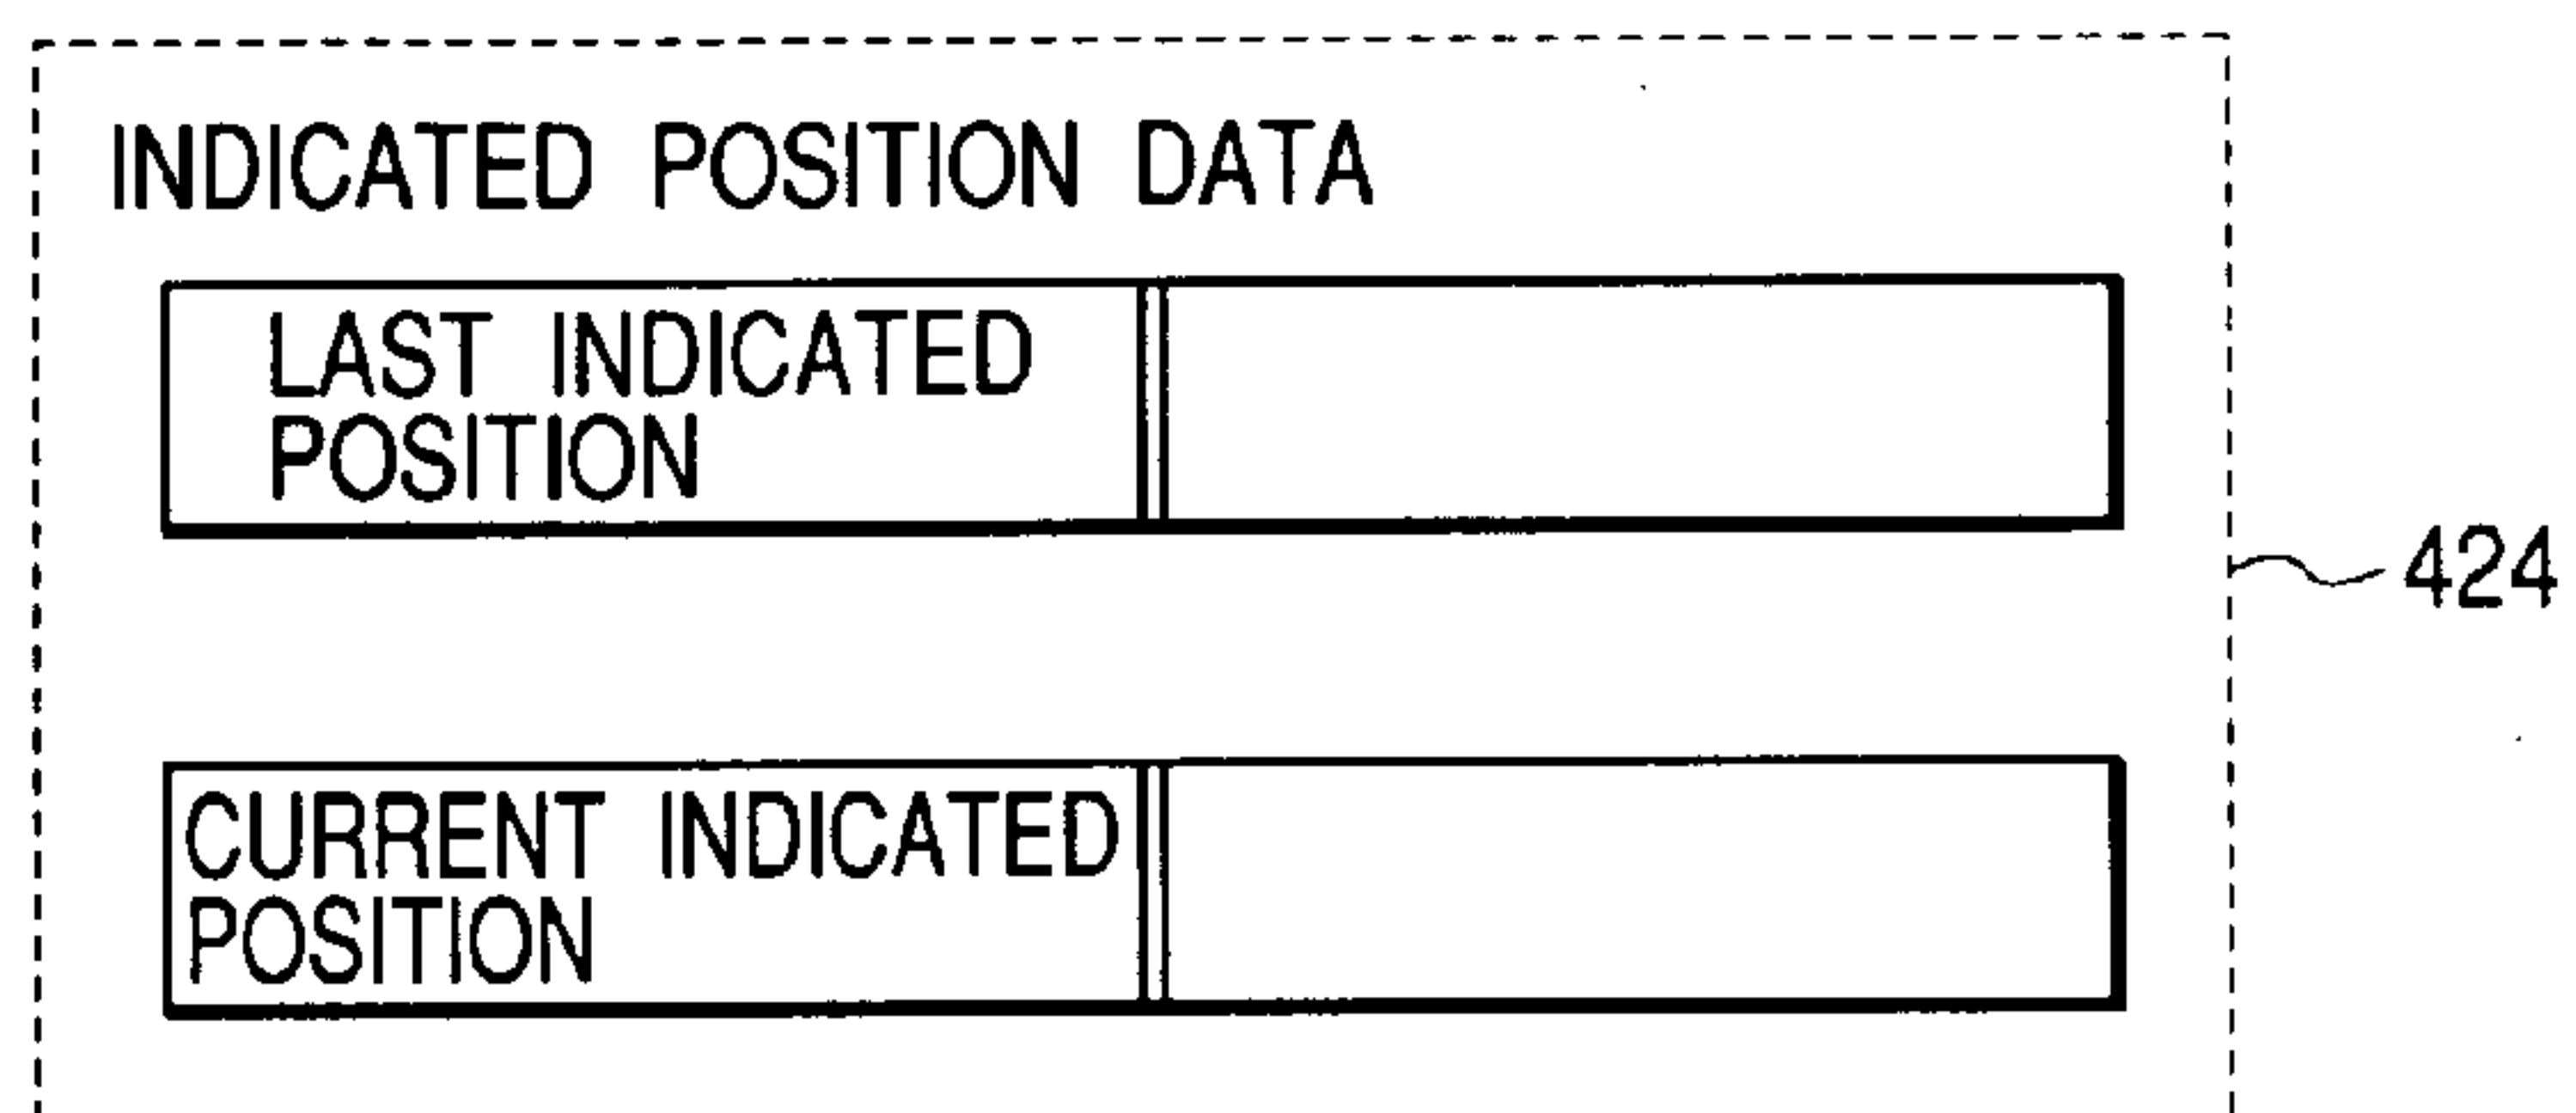 INDICATED POSITION DATA
LAST INDICATED
POSITION
424
CURRENT INDICATED
POSITION